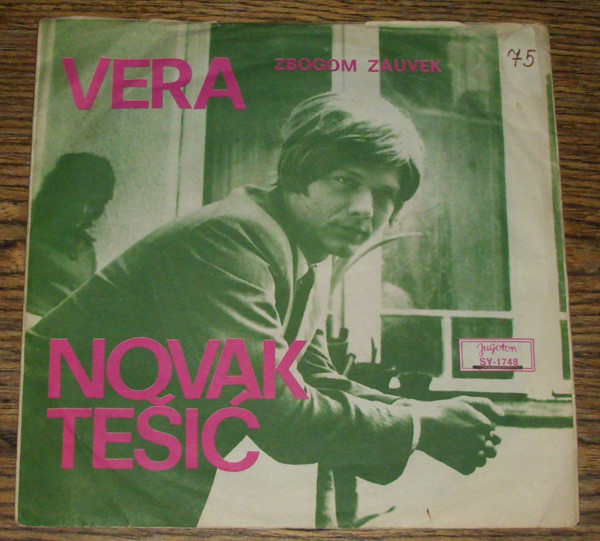 VERA
ZBOGOM ZAUVEK
75
NOVAK
TEŠIĆ
Jugoton
SY-1748